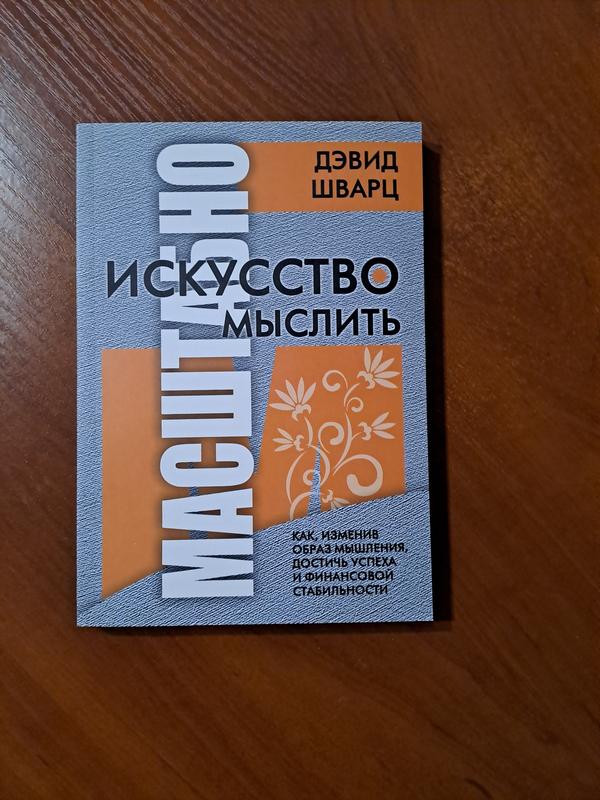 ДЭВИД
ШВАРЦ
ИСКУССТВО
МЫСЛИТЬ
МАСШТАБНО
КАК, ИЗМЕНИВ
ОБРАЗ МЫШЛЕНИЯ,
ДОСТИЧЬ УСПЕХА
И ФИНАНСОВОЙ
СТАБИЛЬНОСТИ